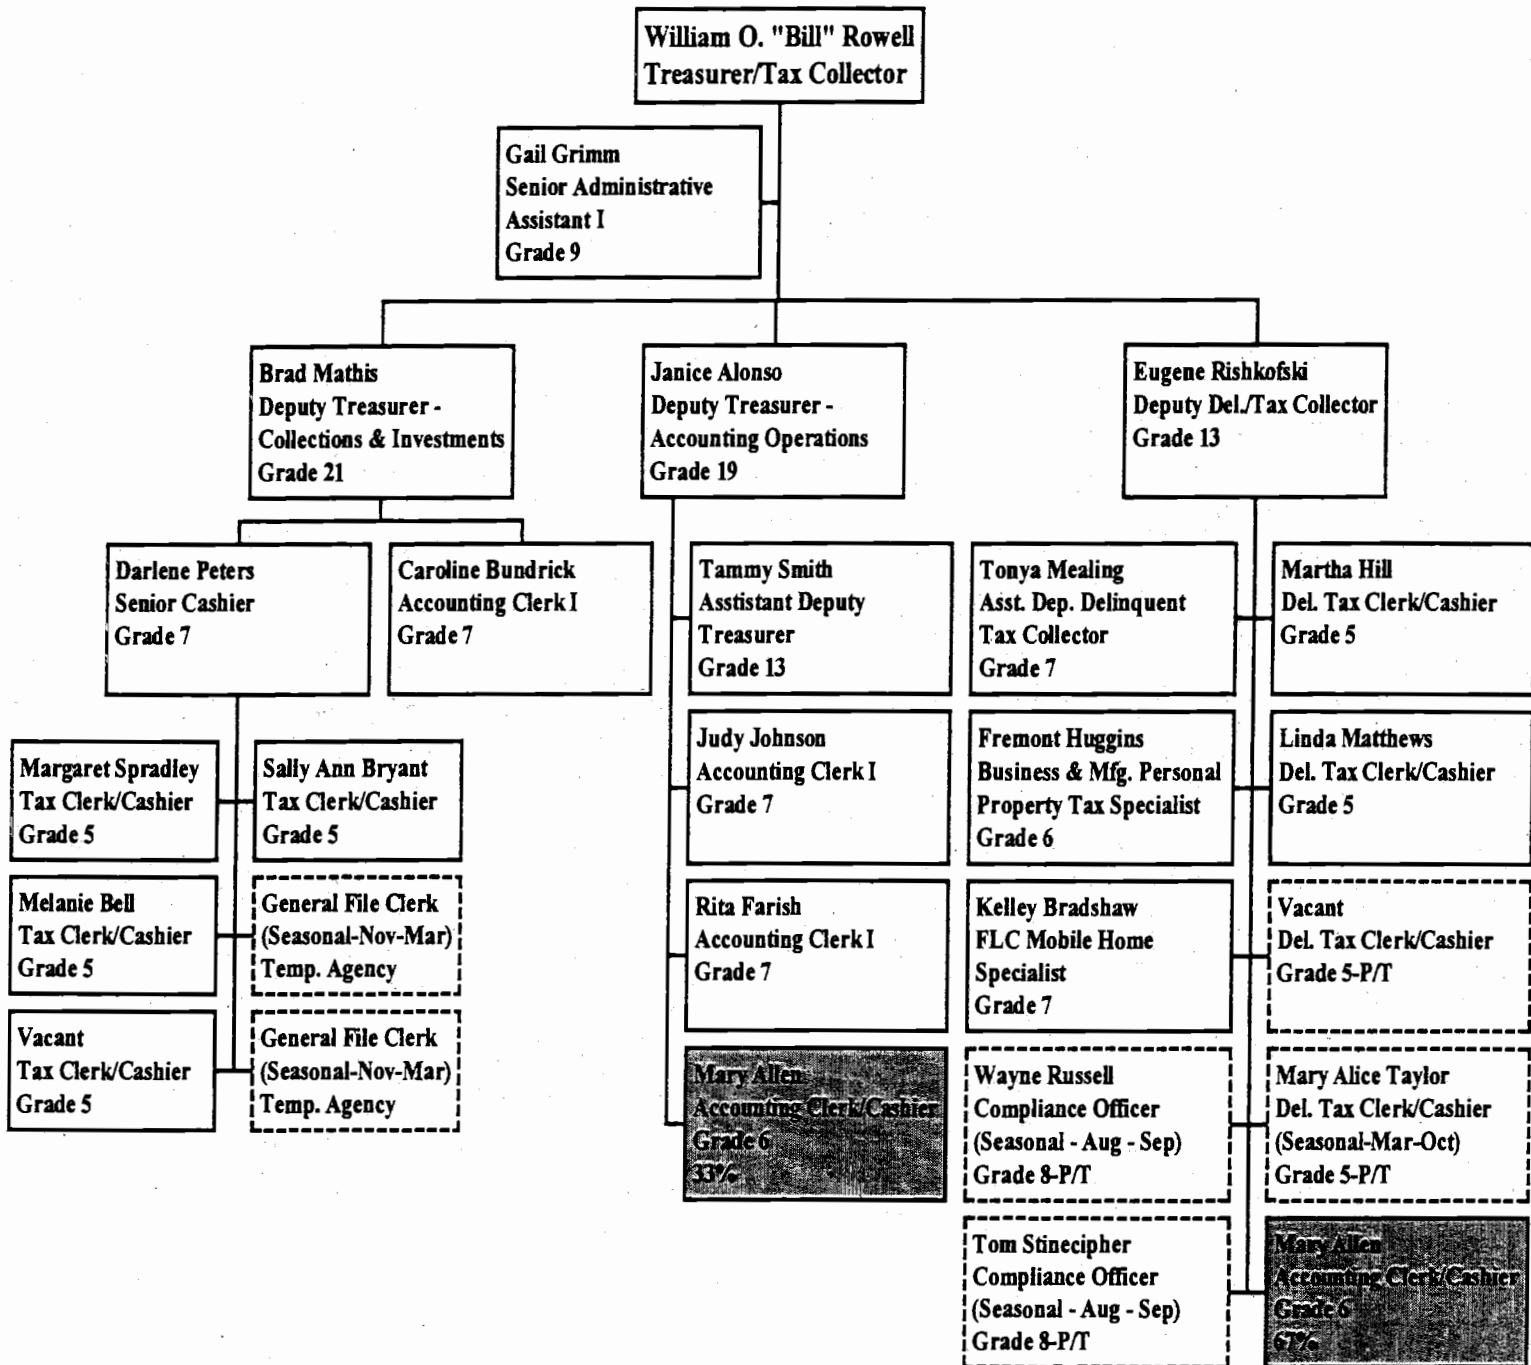 William O. "Bill" Rowell
Treasurer/Tax Collector
Gail Grimm
Senior Administrative
Assistant I
Grade 9
Brad Mathis
Deputy Treasurer -
Collections & Investments
Grade 21
Janice Alonso
Deputy Treasurer -
Accounting Operations
Grade 19
Eugene Rishkofski
Deputy Del./Tax Collector
Grade 13
Darlene Peters
Senior Cashier
Grade 7
Caroline Bundrick
Accounting Clerk I
Grade 7
Margaret Spradley
Tax Clerk/Cashier
Grade 5
Sally Ann Bryant
Tax Clerk/Cashier
Grade 5
Melanie Bell
Tax Clerk/Cashier
Grade 5
General File Clerk
(Seasonal-Nov-Mar)
Temp. Agency
Vacant
Tax Clerk/Cashier
Grade 5
General File Clerk
(Seasonal-Nov-Mar)
Temp. Agency
Tammy Smith
Asstistant Deputy
Treasurer
Grade 13
Judy Johnson
Accounting Clerk I
Grade 7
Rita Farish
Accounting Clerk I
Grade 7
Mary Allen
Accounting Clerk/Cashier
Grade 6
33%
Tonya Mealing
Asst. Dep. Delinquent
Tax Collector
Grade 7
Martha Hill
Del. Tax Clerk/Cashier
Grade 5
Fremont Huggins
Business & Mfg. Personal
Property Tax Specialist
Grade 6
Linda Matthews
Del. Tax Clerk/Cashier
Grade 5
Kelley Bradshaw
FLC Mobile Home
Specialist
Grade 7
Vacant
Del. Tax Clerk/Cashier
Grade 5-P/T
Wayne Russell
Compliance Officer
(Seasonal - Aug - Sep)
Grade 8-P/T
Mary Alice Taylor
Del. Tax Clerk/Cashier
(Seasonal-Mar-Oct)
Grade 5-P/T
Tom Stinecipher
Compliance Officer
(Seasonal - Aug - Sep)
Grade 8-P/T
Mary Allen
Accounting Clerk/Cashier
Grade 6
67%